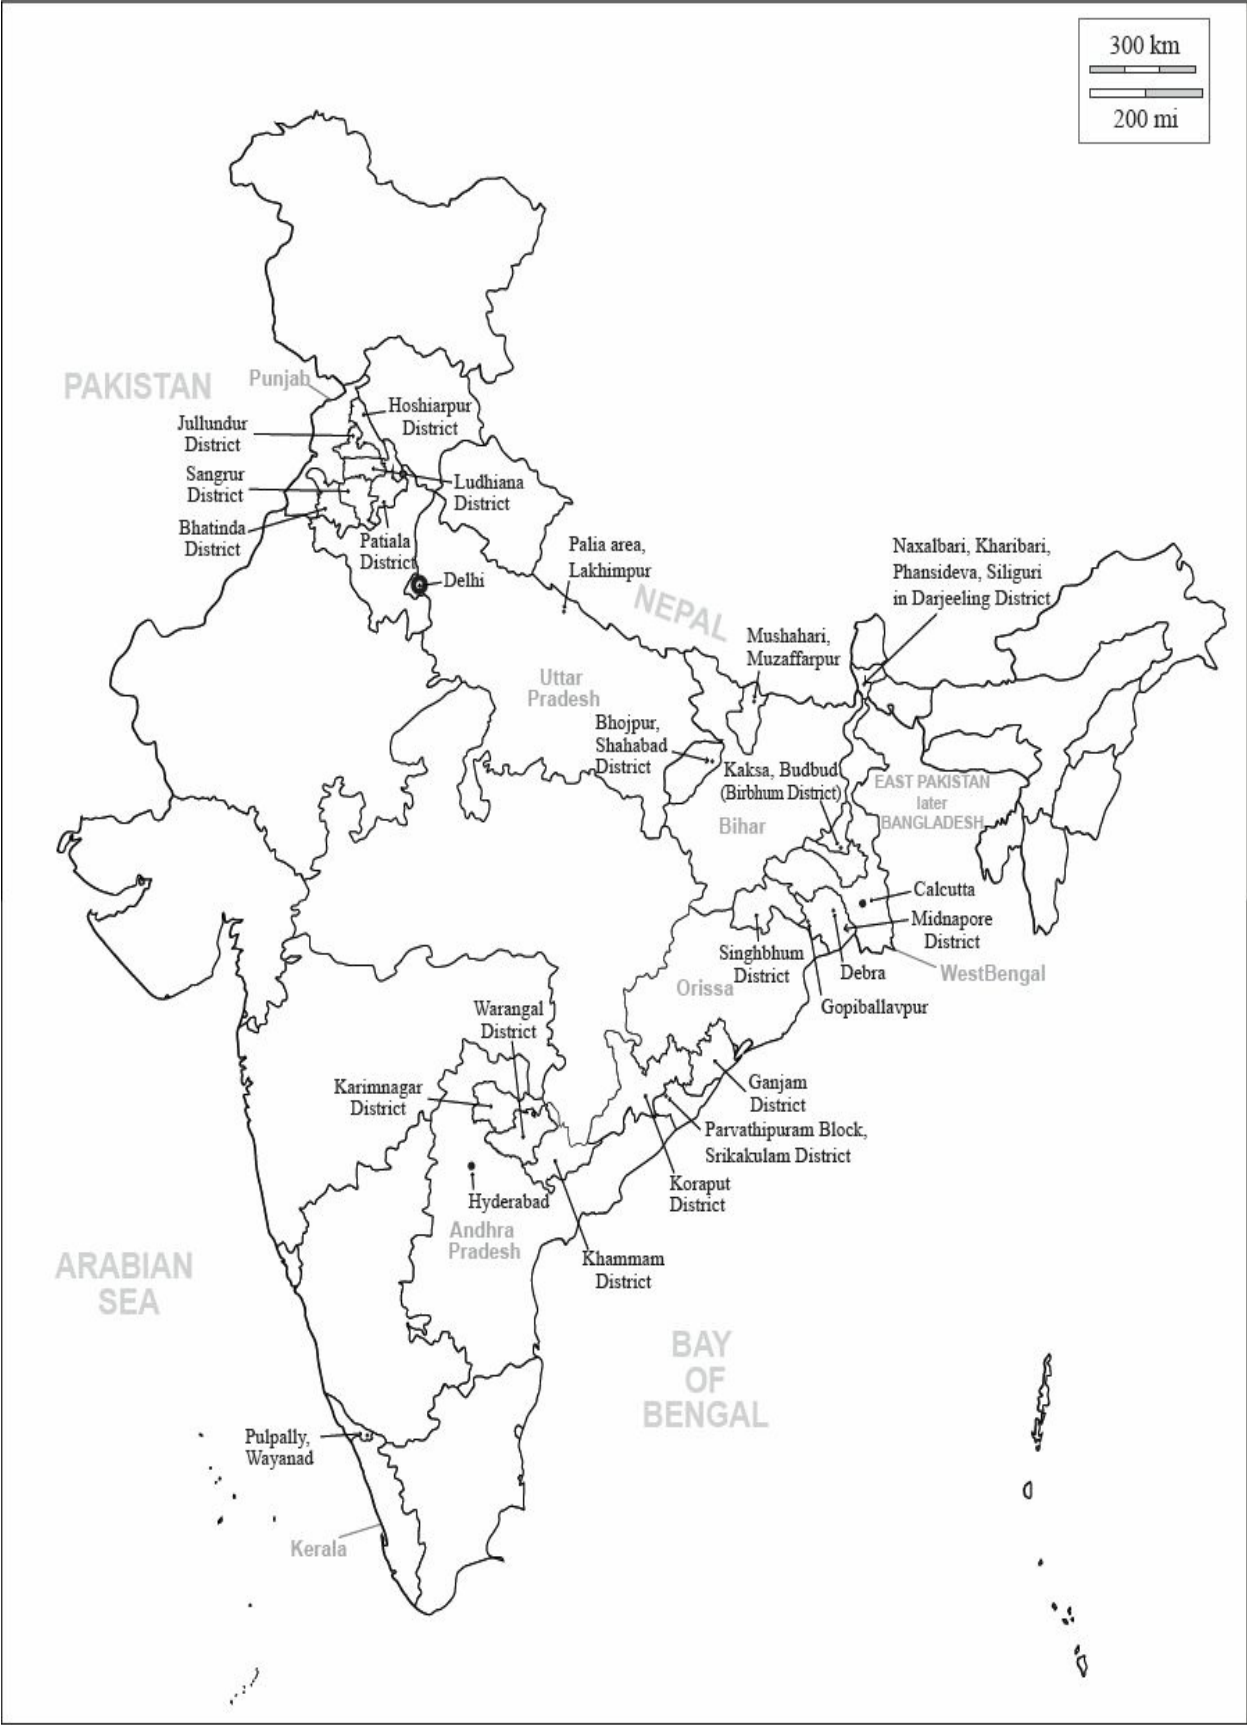 300 km
200 mi
PAKISTAN
Punjab
Hoshiarpur
District
Jullundur
District
Sangrur
District
Ludhiana
District
Bhatinda
District
Patiala
District
Delhi
Palia area,
Lakhimpur
NEPAL
Naxalbari, Kharibari,
Phansideva, Siliguri
in Darjeeling District
Mushahari,
Muzaffarpur
Uttar
Pradesh
Bhojpur,
Shahabad
District
Kaksa, Budbud
(Birbhum District)
EAST PAKISTAN
later
BANGLADESH
Bihar
Calcutta
Midnapore
District
Singhbhum
District
Debra
WestBengal
Orissa
Gopiballavpur
Warangal
District
Karimnagar
District
Ganjam
District
Parvathipuram Block,
Srikakulam District
Koraput
District
Hyderabad
Andhra
Pradesh
Khammam
District
ARABIAN
SEA
BAY
OF
BENGAL
Pulpally,
Wayanad
Kerala